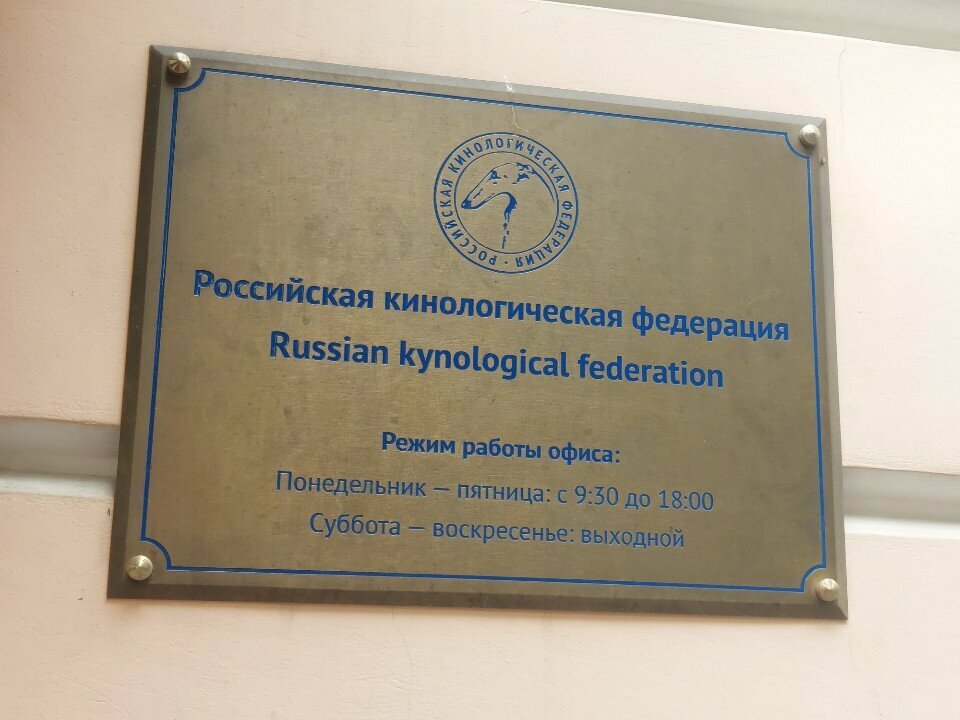 РОССИЙСКАЯ КИНОЛОГИЧЕСКАЯ ФЕДЕРАЦИЯ •
Российская кинологическая федерация
Russian kynological federation
Режим работы офиса:
Понедельник — пятница: с 9:30 до 18:00
Суббота — воскресенье: выходной